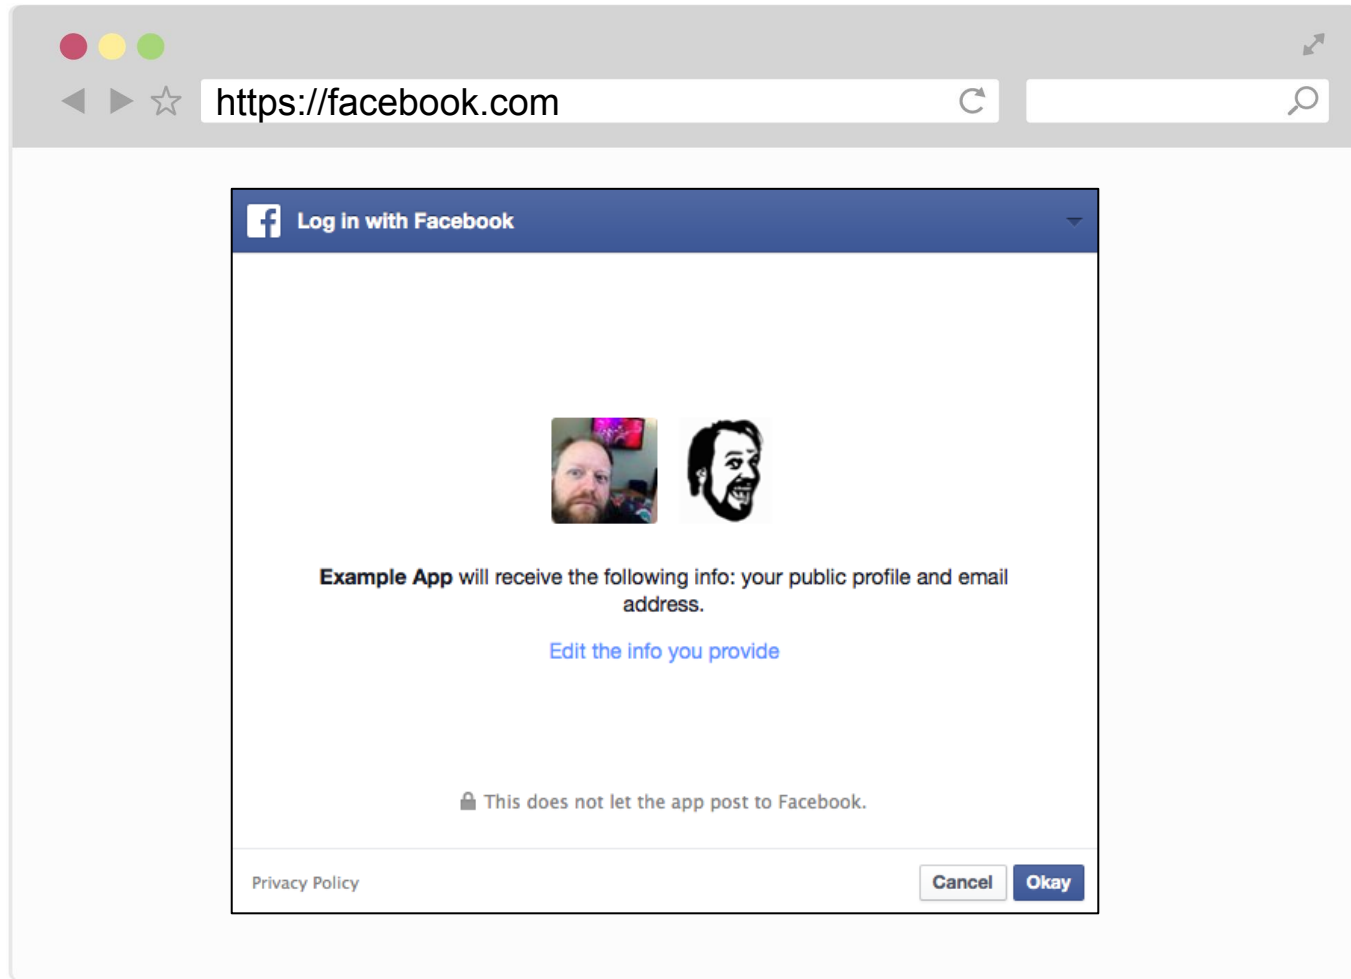 https://facebook.com
Log in with Facebook
Example App will receive the following info: your public profile and email
address.
Edit the info you provide
This does not let the app post to Facebook.
Privacy Policy
Cancel
Okay